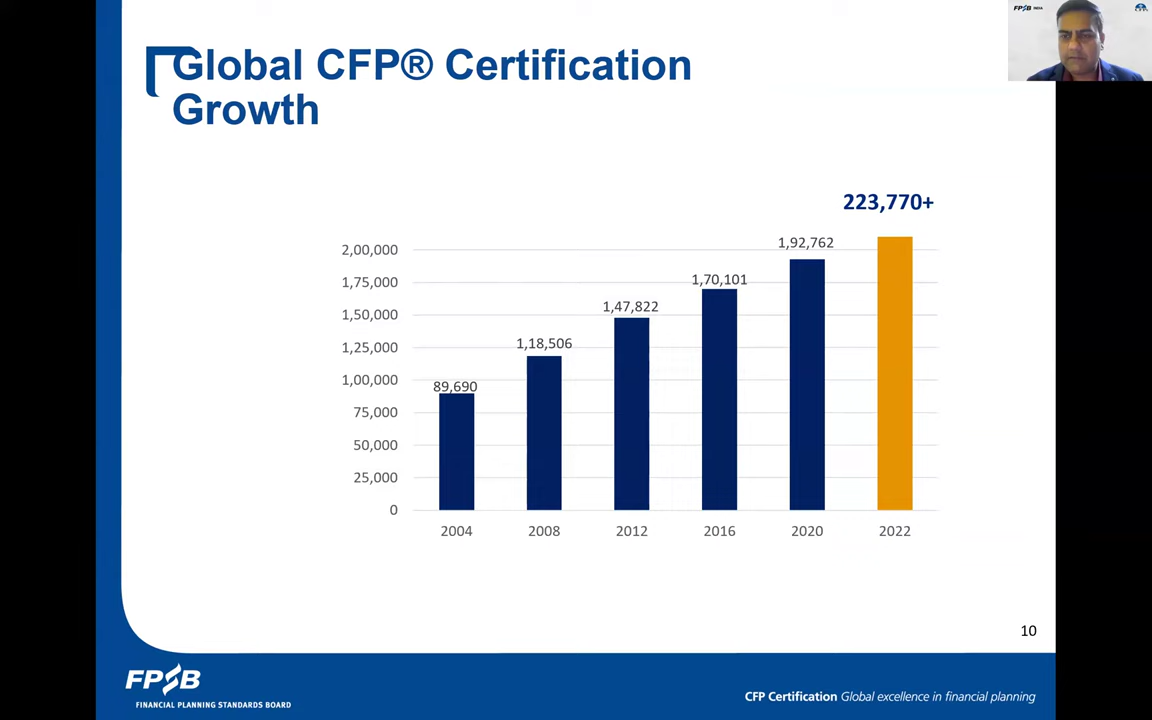 FPSB INDIA
Global CFP® Certification
Growth
223,770+
2,00,000
1,75,000
1,50,000
1,25,000
1,00,000
75,000
50,000
25,000
0
89,690
1,18,506
1,47,822
1,70,101
1,92,762
2004 2008 2012 2016 2020 2022
10
FPSB
FINANCIAL PLANNING STANDARDS BOARD
CFP Certification Global excellence in financial planning